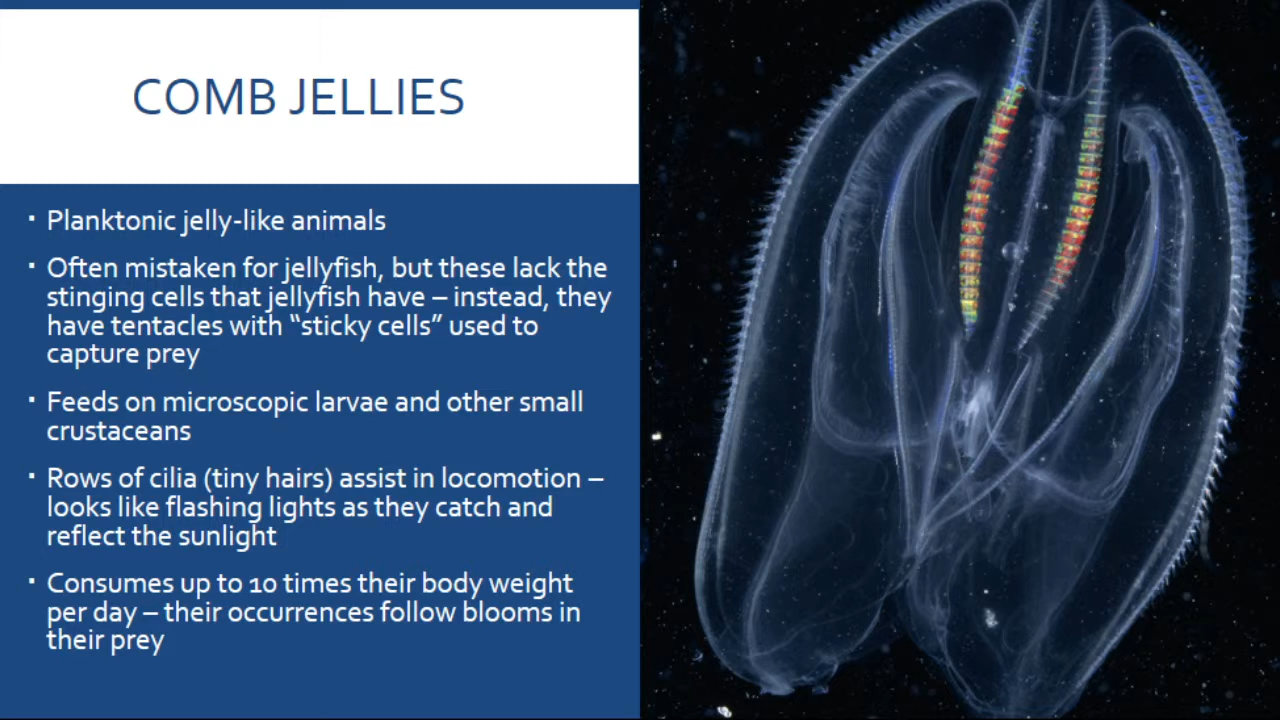 COMB JELLIES
▪ Planktonic jelly-like animals
▪ Often mistaken for jellyfish, but these lack the
stinging cells that jellyfish have – instead, they
have tentacles with “sticky cells” used to
capture prey
▪ Feeds on microscopic larvae and other small
crustaceans
▪ Rows of cilia (tiny hairs) assist in locomotion –
looks like flashing lights as they catch and
reflect the sunlight
▪ Consumes up to 10 times their body weight
per day – their occurrences follow blooms in
their prey